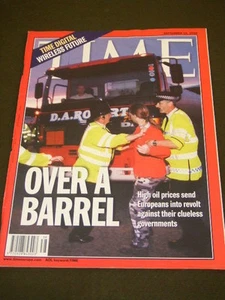 TIME DIGITAL
WIRELESS FUTURE
TIME
D.A.RO
OVER A
BARREL
High oil prices send
Europeans into revolt
against their clueless
governments